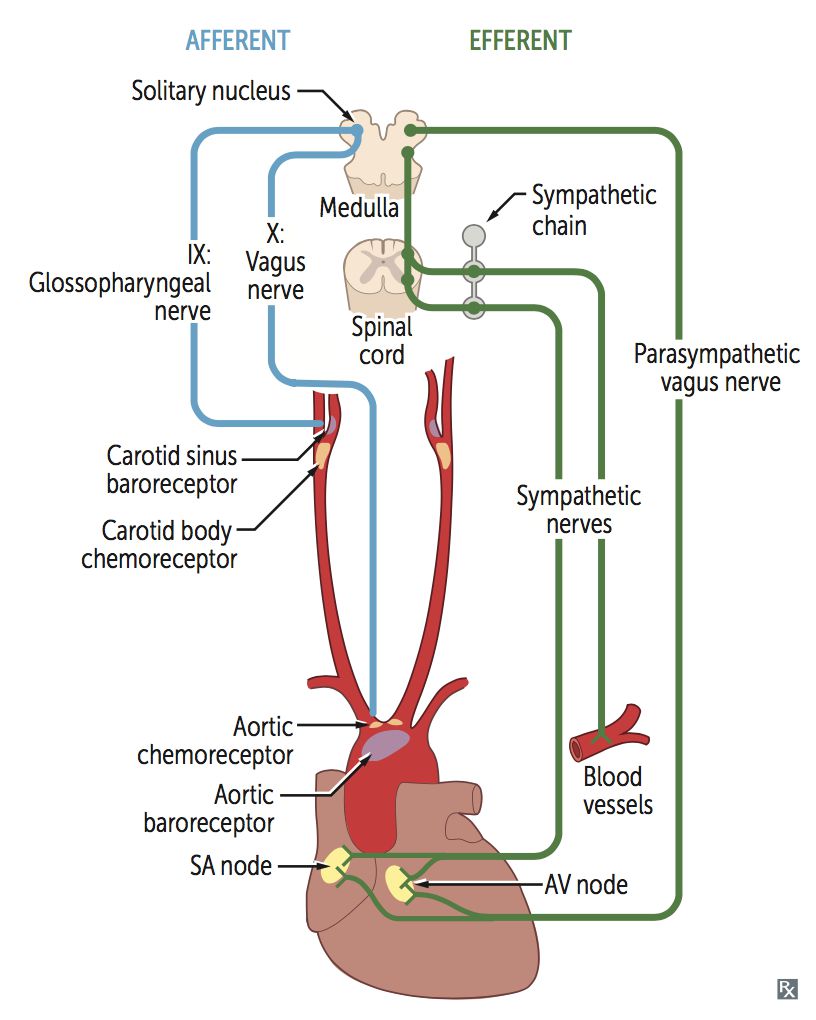 AFFERENT
EFFERENT
Solitary nucleus
Medulla
Sympathetic
chain
X:
Vagus
nerve
IX:
Glossopharyngeal
nerve
Spinal
cord
Parasympathetic
vagus nerve
Carotid sinus
baroreceptor
Carotid body
chemoreceptor
Sympathetic
nerves
Aortic
chemoreceptor
Aortic
baroreceptor
Blood
vessels
SA node
AV node
RX